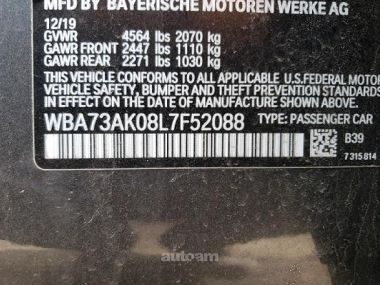 MFD BY: BAYERISCHE MOTOREN WERKE AG
12/19
GVWR 4564 lbs 2070 kg
GAWR FRONT 2447 lbs 1110 kg
GAWR REAR 2271 lbs 1030 kg
THIS VEHICLE CONFORMS TO ALL APPLICABLE U.S. FEDERAL MOTOR
VEHICLE SAFETY, BUMPER, AND THEFT PREVENTION STANDARDS
IN EFFECT ON THE DATE OF MANUFACTURE SHOWN ABOVE.
WBA73AK08L7F52088 TYPE: PASSENGER CAR
B39
7 315 814
autoam